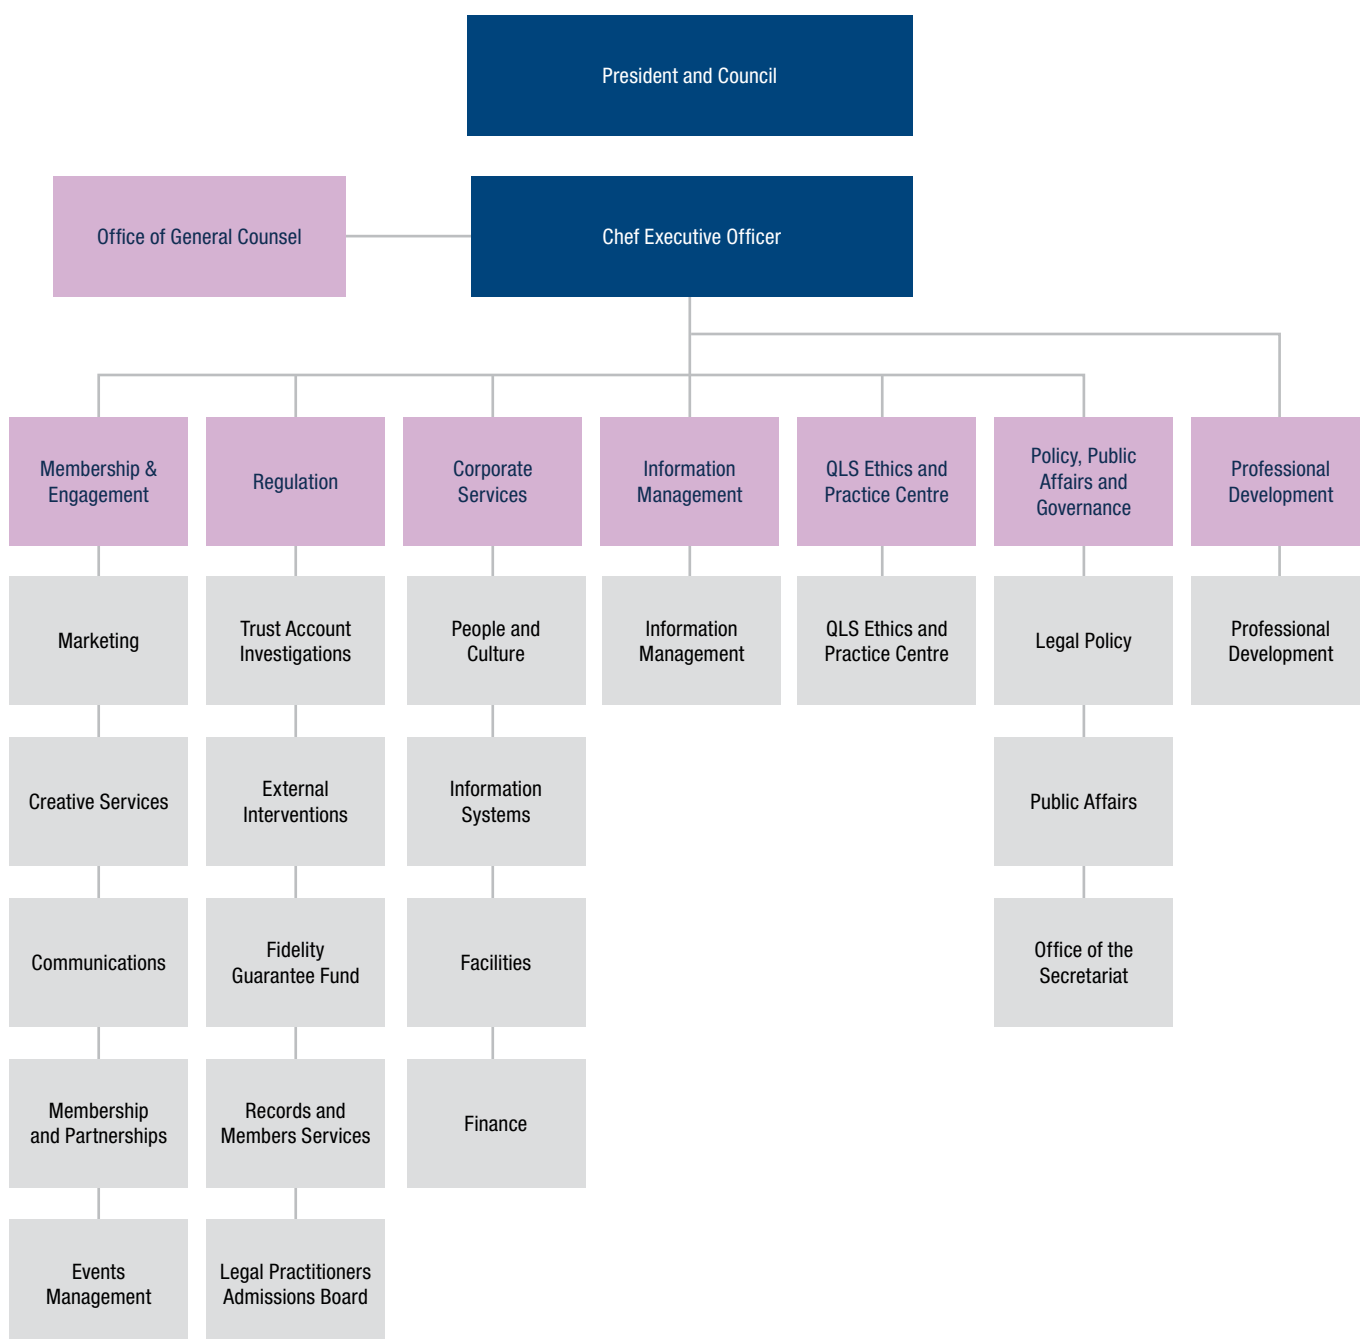 President and Council
Office of General Counsel
Chef Executive Officer
Membership &
Engagement
Regulation
Corporate
Services
Information
Management
QLS Ethics and
Practice Centre
Policy, Public
Affairs and
Governance
Professional
Development
Marketing
Trust Account
Investigations
People and
Culture
Information
Management
QLS Ethics and
Practice Centre
Legal Policy
Professional
Development
Creative Services
External
Interventions
Information
Systems
Public Affairs
Communications
Fidelity
Guarantee Fund
Facilities
Office of the
Secretariat
Membership
and Partnerships
Records and
Members Services
Finance
Events
Management
Legal Practitioners
Admissions Board